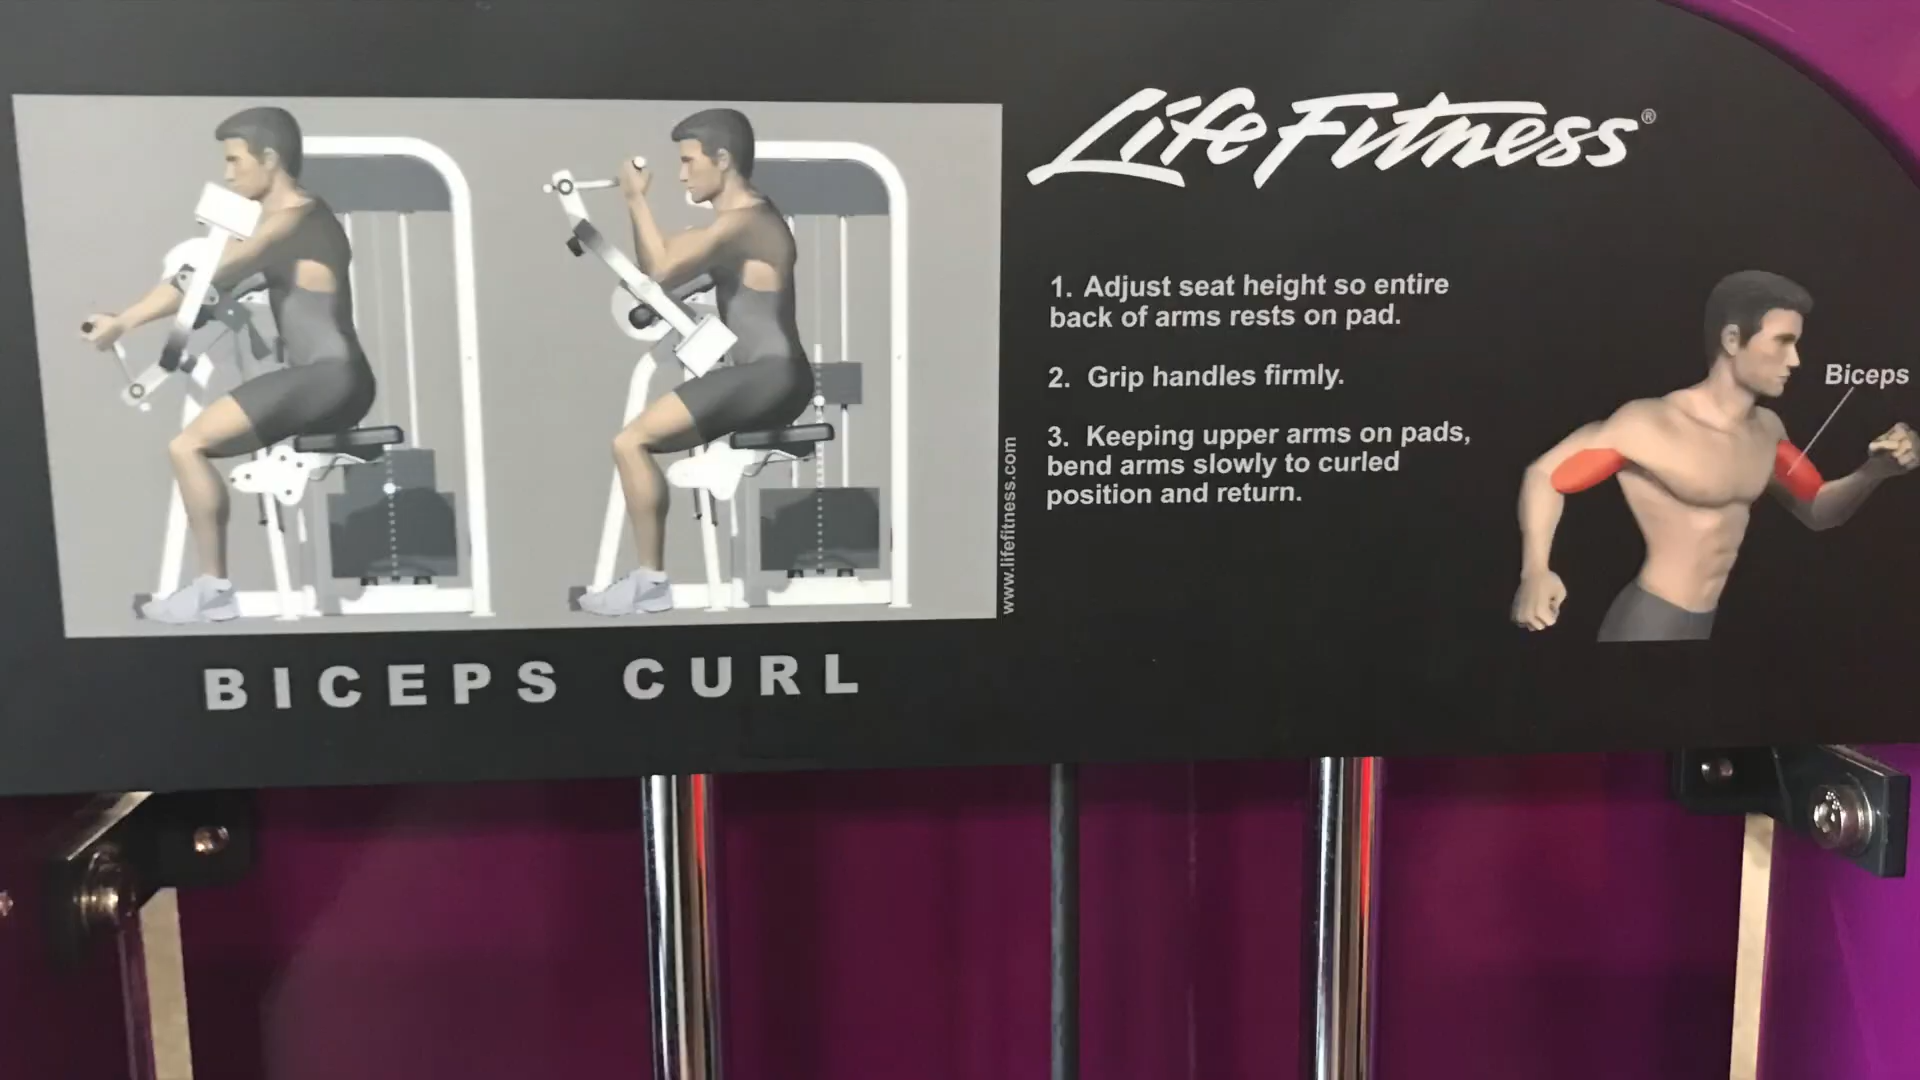 Life Fitness®
1. Adjust seat height so entire
back of arms rests on pad.
2. Grip handles firmly.
3. Keeping upper arms on pads,
bend arms slowly to curled
position and return.
Biceps
www.lifefitness.com
BICEPS CURL